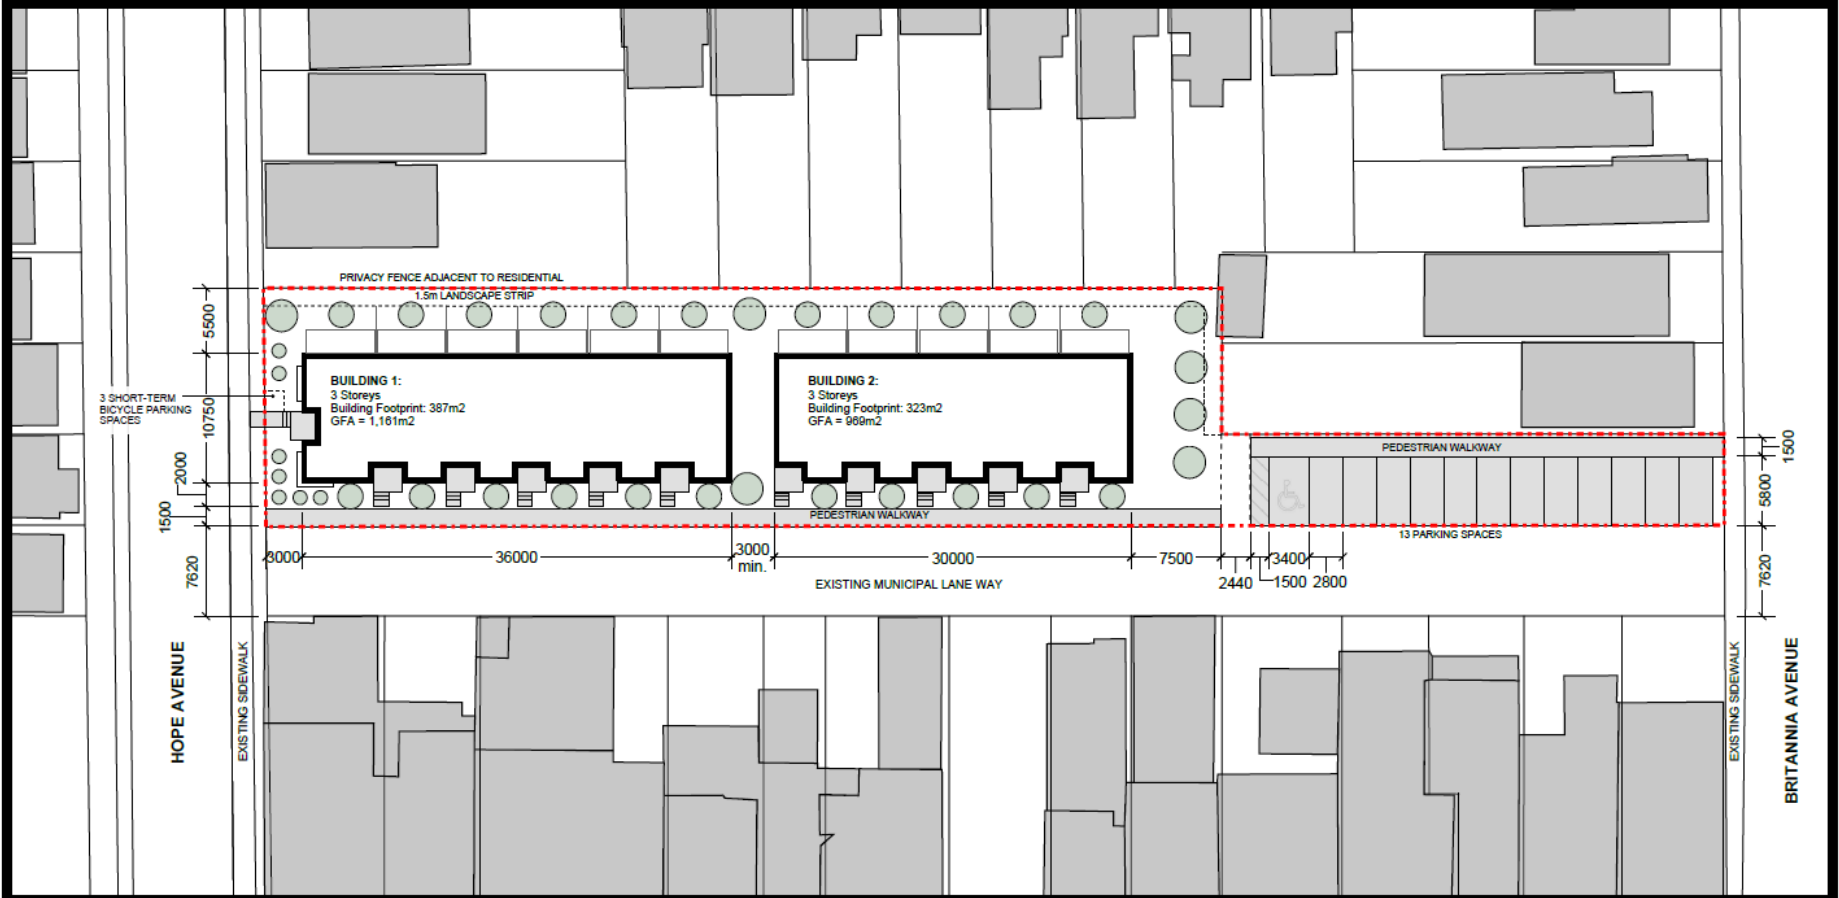 PRIVACY FENCE ADJACENT TO RESIDENTIAL
1.5m LANDSCAPE STRIP
5500
10750
2000
1500
7620
3 SHORT-TERM
BICYCLE PARKING
SPACES
BUILDING 1:
3 Storeys
Building Footprint: 387m2
GFA = 1,161m2
BUILDING 2:
3 Storeys
Building Footprint: 323m2
GFA = 969m2
PEDESTRIAN WALKWAY
1500
5800
7620
PEDESTRIAN WALKWAY
13 PARKING SPACES
3000
36000
3000
min.
30000
7500
2440
1500
3400
2800
EXISTING MUNICIPAL LANE WAY
HOPE AVENUE
EXISTING SIDEWALK
EXISTING SIDEWALK
BRITANNIA AVENUE